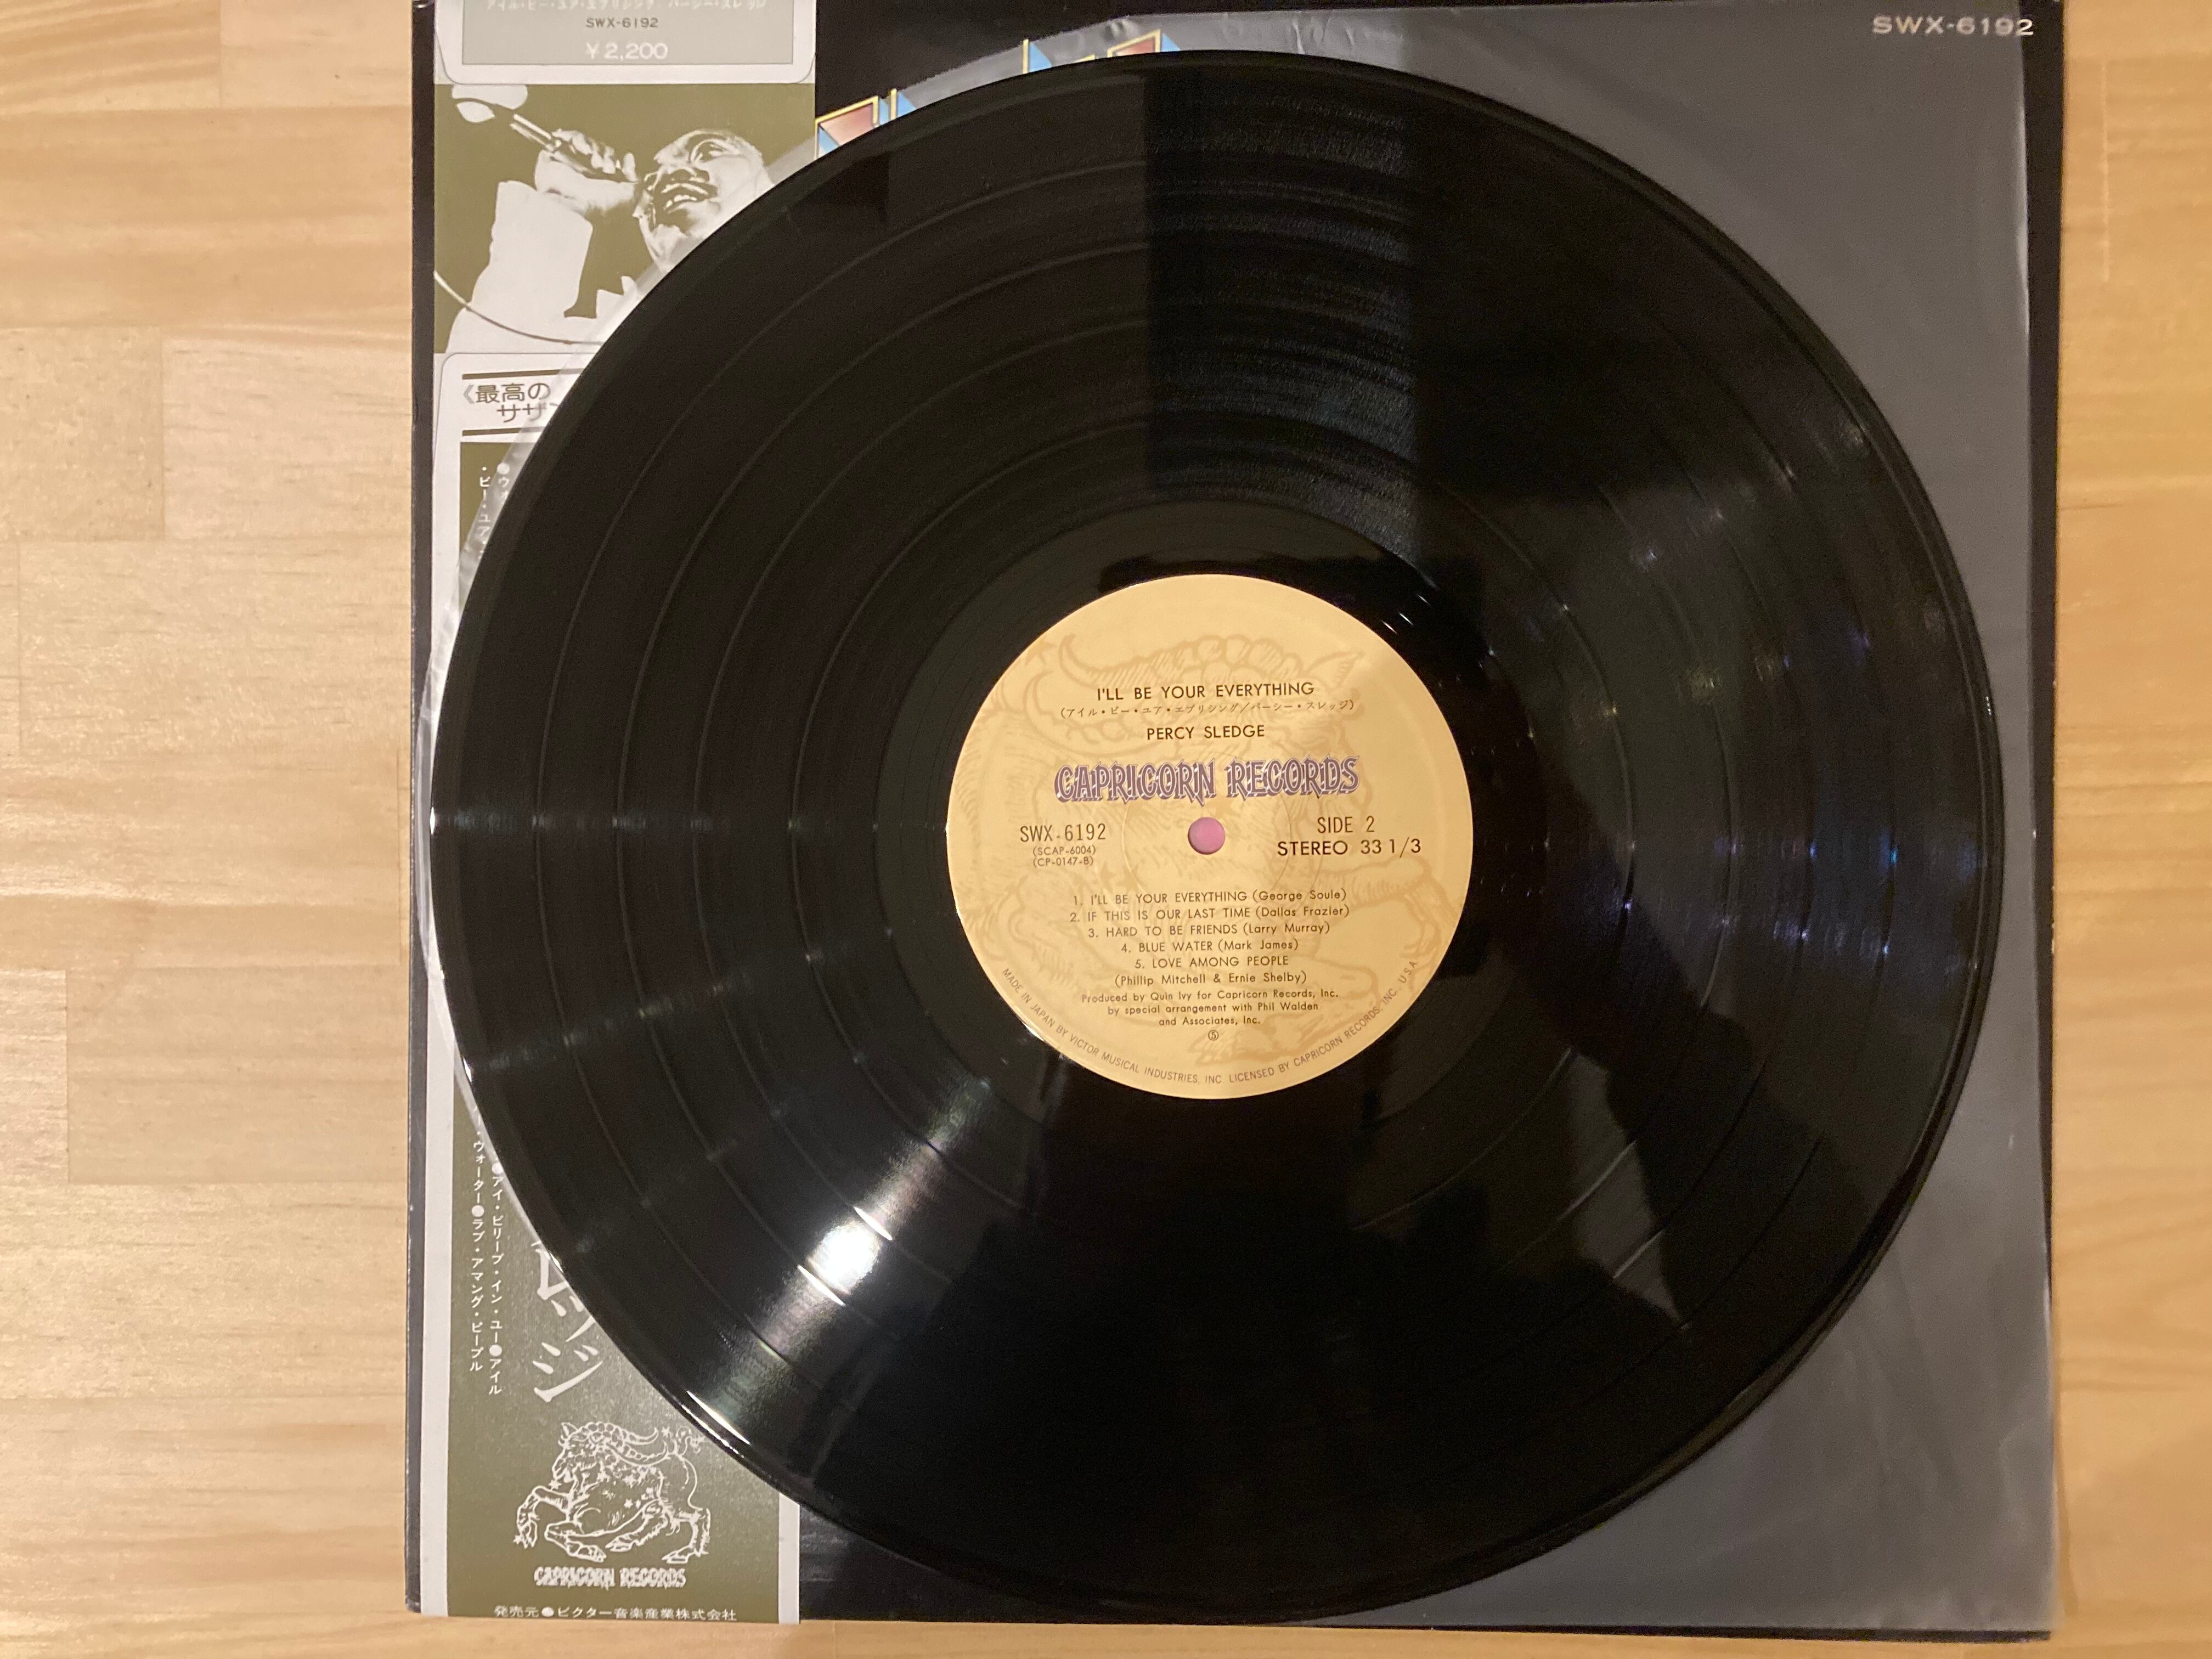 SWX-6192
¥2,200
SWX-6192
《最高の
サザ
I'LL BE YOUR EVERYTHING
(アイル・ビー・ユア・エブリシング/パーシー・スレッジ)
PERCY SLEDGE
CAPRICORN RECORDS
SWX-6192
(SCAP-6004)
(CP-0147-B)
SIDE 2
STEREO 33 1/3
1. I'LL BE YOUR EVERYTHING (George Soule)
2. IF THIS IS OUR LAST TIME (Dallas Frazier)
3. HARD TO BE FRIENDS (Larry Murray)
4. BLUE WATER (Mark James)
5. LOVE AMONG PEOPLE
(Phillip Mitchell & Ernie Shelby)
Produced by Quin Ivy for Capricorn Records, Inc.
by special arrangement with Phil Walden
and Associates, Inc.
Ⓢ
MADE IN JAPAN BY VICTOR MUSICAL INDUSTRIES, INC. LICENSED BY CAPRICORN RECORDS, INC., U.S.A.
●アイ・ビリーブ・イン・ユー●アイル
・ビー・ユア・
・ウォーター●ラブ・アマング・ピープル
ッジ
CAPRICORN RECORDS
発売元●ビクター音楽産業株式会社